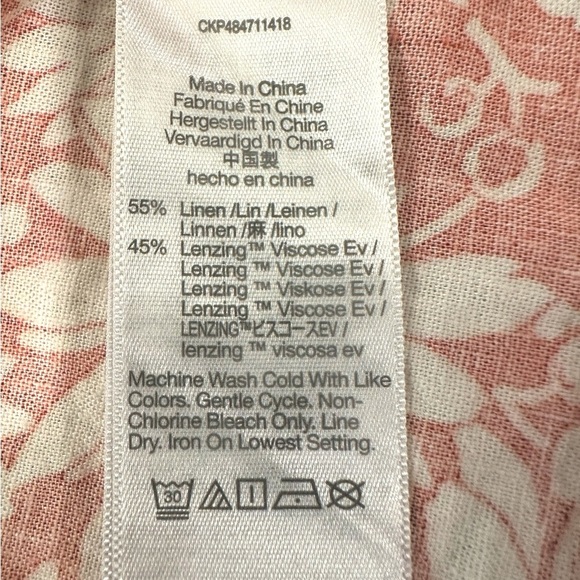 CKP484711418
Made In China
Fabriqué En Chine
Hergestellt In China
Vervaardigd In China
中国製
hecho en china
55% Linen /Lin /Leinen /
Linnen /麻 /lino
45% Lenzing™ Viscose Ev /
Lenzing ™ Viscose Ev /
Lenzing ™ Viskose Ev /
Lenzing ™ Viscose Ev /
LENZING™ビスコースEV /
lenzing ™ viscosa ev
Machine Wash Cold With Like
Colors. Gentle Cycle. Non-
Chlorine Bleach Only. Line
Dry. Iron On Lowest Setting.
30